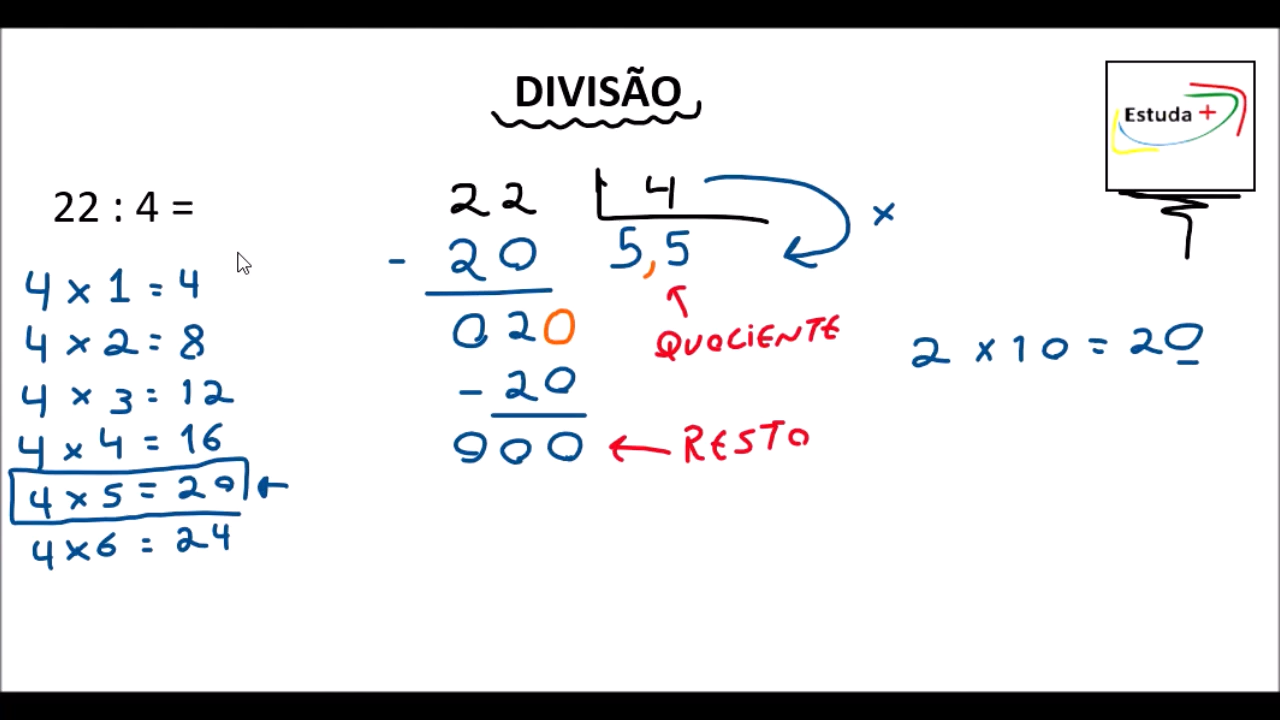 DIVISÃO
Estuda +
22 : 4 =
4 x 1 = 4
4 x 2 = 8
4 x 3 = 12
4 x 4 = 16
4 x 5 = 20 ←
4 x 6 = 24
22 4 x
- 20 5,5
020
- 20
900
QUOCIENTE
← RESTO
2 x 10 = 20